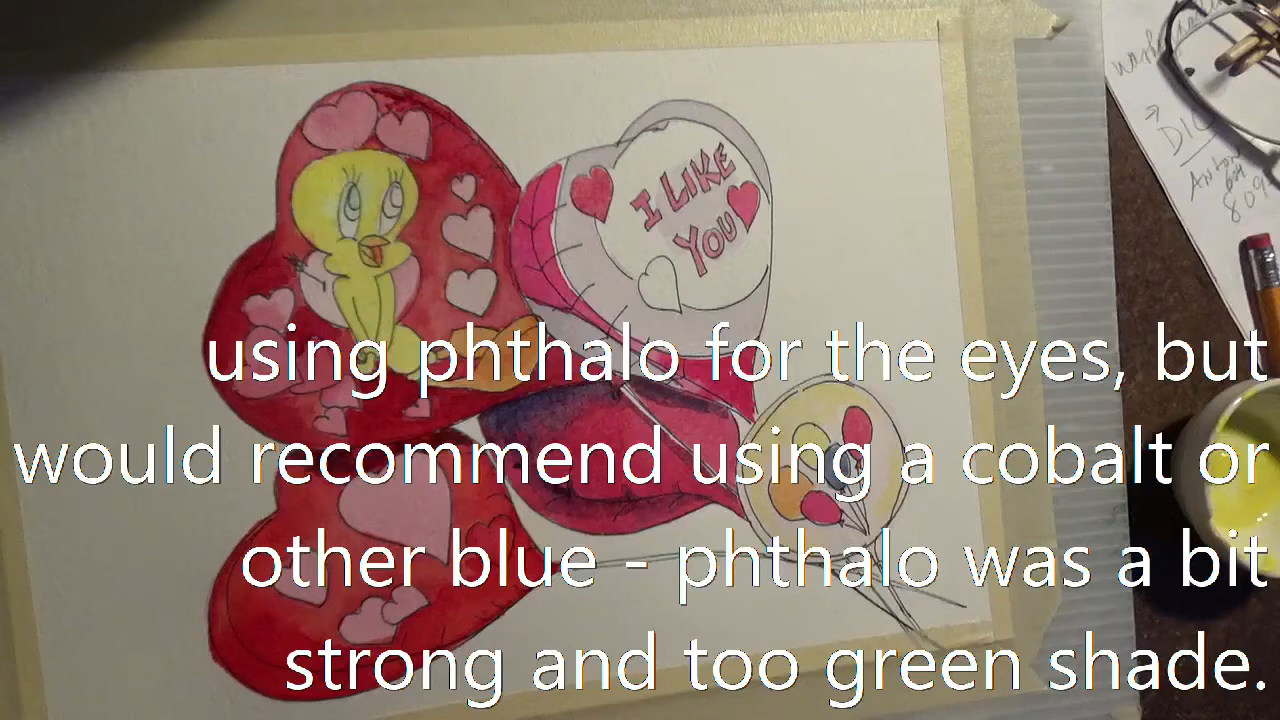 I LIKE
YOU
using phthalo for the eyes, but
would recommend using a cobalt or
other blue - phthalo was a bit
strong and too green shade.